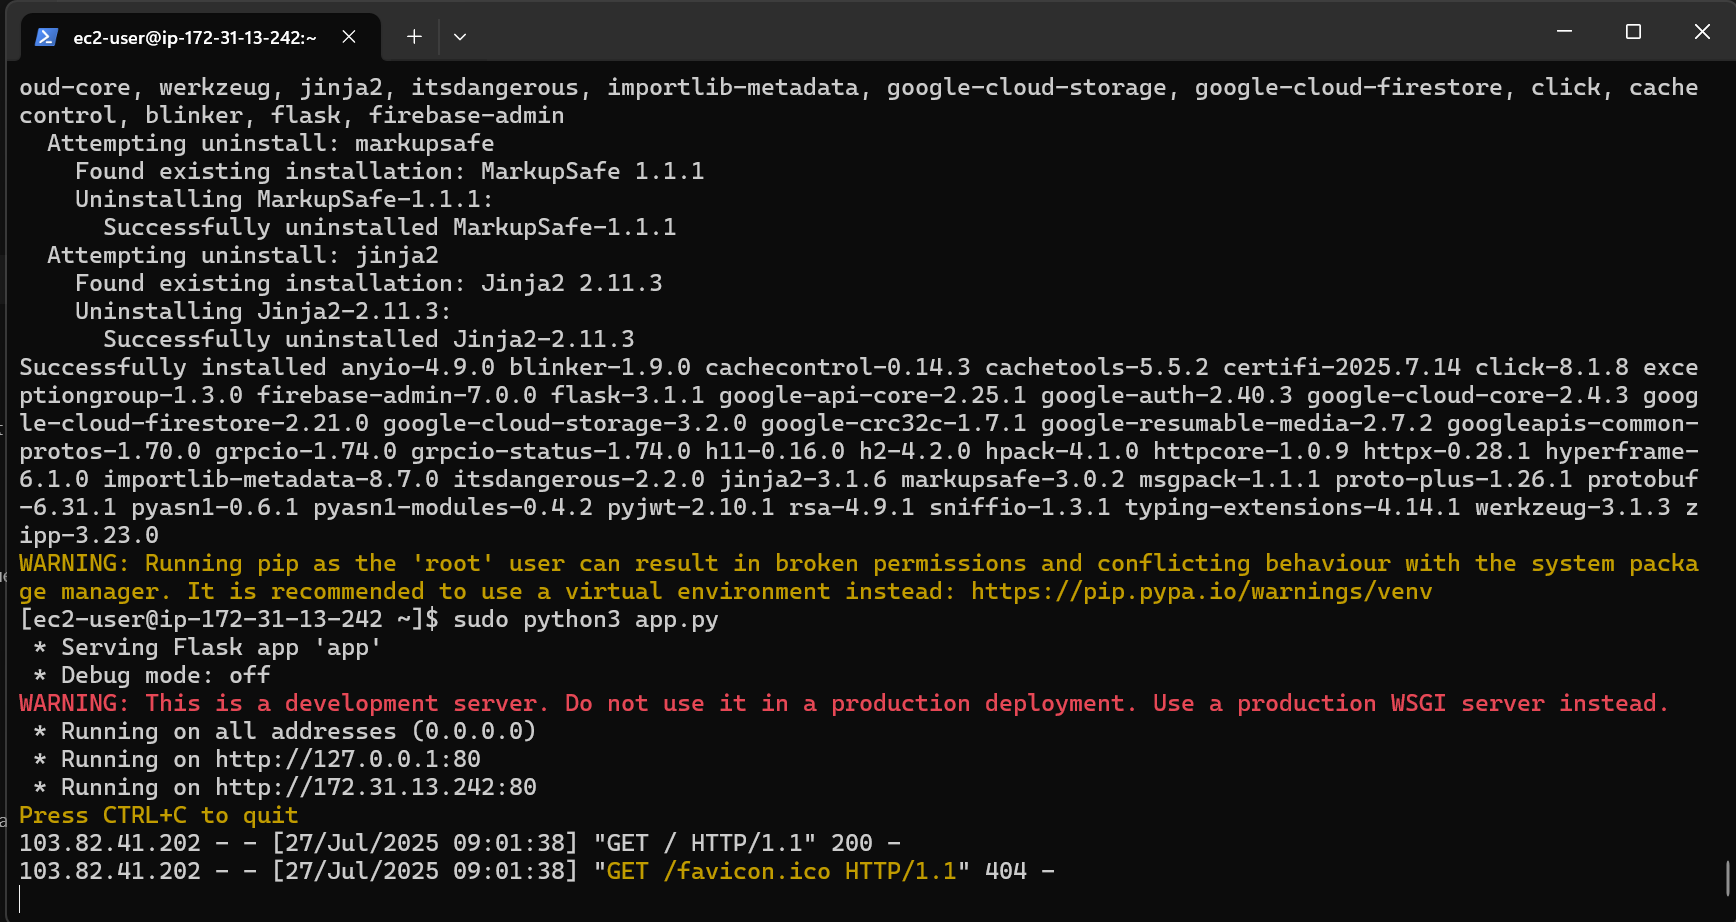 ec2-user@ip-172-31-13-242:~
oud-core, werkzeug, jinja2, itsdangerous, importlib-metadata, google-cloud-storage, google-cloud-firestore, click, cache
control, blinker, flask, firebase-admin
  Attempting uninstall: markupsafe
    Found existing installation: MarkupSafe 1.1.1
    Uninstalling MarkupSafe-1.1.1:
      Successfully uninstalled MarkupSafe-1.1.1
  Attempting uninstall: jinja2
    Found existing installation: Jinja2 2.11.3
    Uninstalling Jinja2-2.11.3:
      Successfully uninstalled Jinja2-2.11.3
Successfully installed anyio-4.9.0 blinker-1.9.0 cachecontrol-0.14.3 cachetools-5.5.2 certifi-2025.7.14 click-8.1.8 exce
ptiongroup-1.3.0 firebase-admin-7.0.0 flask-3.1.1 google-api-core-2.25.1 google-auth-2.40.3 google-cloud-core-2.4.3 goog
le-cloud-firestore-2.21.0 google-cloud-storage-3.2.0 google-crc32c-1.7.1 google-resumable-media-2.7.2 googleapis-common-
protos-1.70.0 grpcio-1.74.0 grpcio-status-1.74.0 h11-0.16.0 h2-4.2.0 hpack-4.1.0 httpcore-1.0.9 httpx-0.28.1 hyperframe-
6.1.0 importlib-metadata-8.7.0 itsdangerous-2.2.0 jinja2-3.1.6 markupsafe-3.0.2 msgpack-1.1.1 proto-plus-1.26.1 protobuf
-6.31.1 pyasn1-0.6.1 pyasn1-modules-0.4.2 pyjwt-2.10.1 rsa-4.9.1 sniffio-1.3.1 typing-extensions-4.14.1 werkzeug-3.1.3 z
ipp-3.23.0
WARNING: Running pip as the 'root' user can result in broken permissions and conflicting behaviour with the system packa
ge manager. It is recommended to use a virtual environment instead: https://pip.pypa.io/warnings/venv
[ec2-user@ip-172-31-13-242 ~]$ sudo python3 app.py
 * Serving Flask app 'app'
 * Debug mode: off
WARNING: This is a development server. Do not use it in a production deployment. Use a production WSGI server instead.
 * Running on all addresses (0.0.0.0)
 * Running on http://127.0.0.1:80
 * Running on http://172.31.13.242:80
Press CTRL+C to quit
103.82.41.202 - - [27/Jul/2025 09:01:38] "GET / HTTP/1.1" 200 -
103.82.41.202 - - [27/Jul/2025 09:01:38] "GET /favicon.ico HTTP/1.1" 404 -